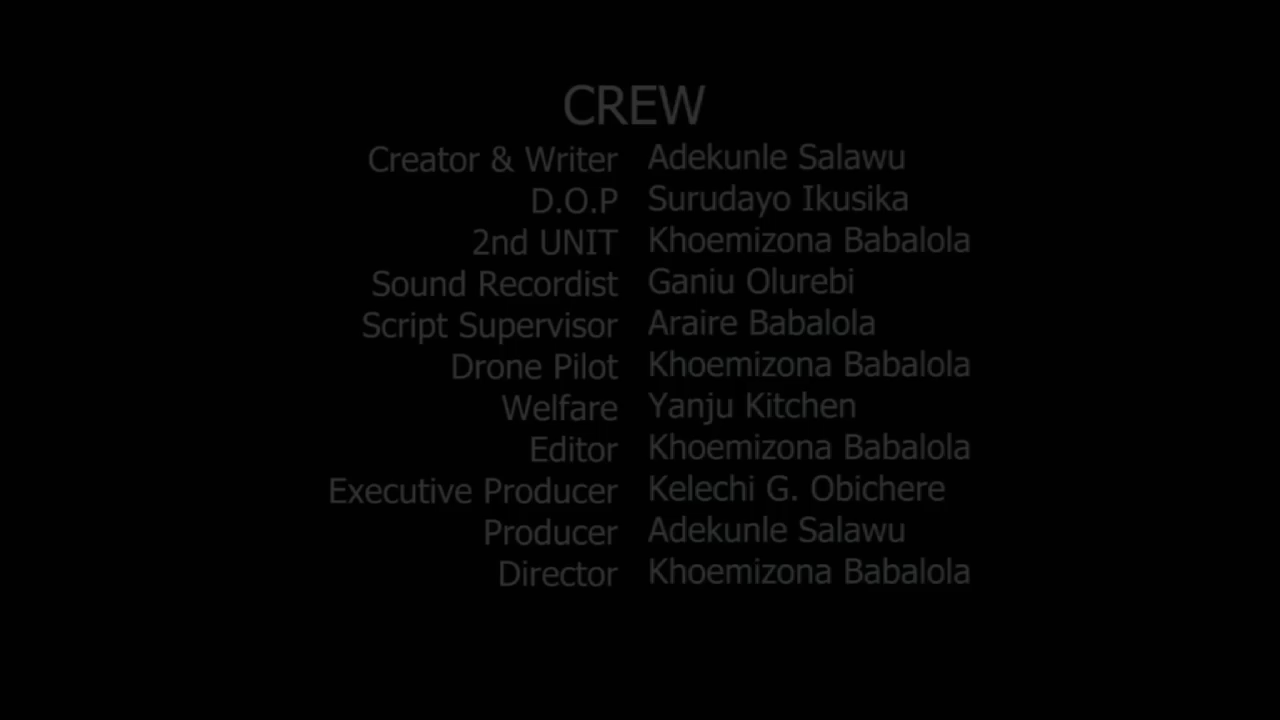 CREW
Creator & Writer Adekunle Salawu
D.O.P Surudayo Ikusika
2nd UNIT Khoemizona Babalola
Sound Recordist Ganiu Olurebi
Script Supervisor Araire Babalola
Drone Pilot Khoemizona Babalola
Welfare Yanju Kitchen
Editor Khoemizona Babalola
Executive Producer Kelechi G. Obichere
Producer Adekunle Salawu
Director Khoemizona Babalola